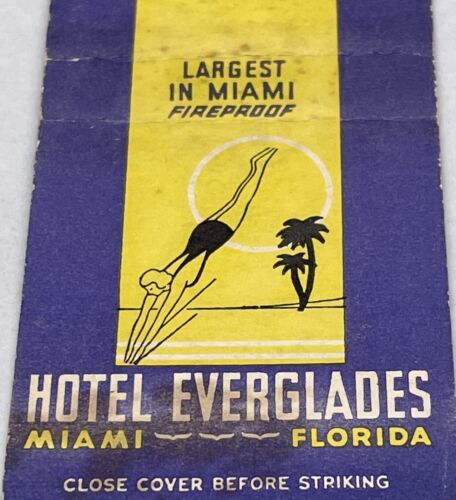 LARGEST
IN MIAMI
FIREPROOF
HOTEL EVERGLADES
MIAMI FLORIDA
CLOSE COVER BEFORE STRIKING